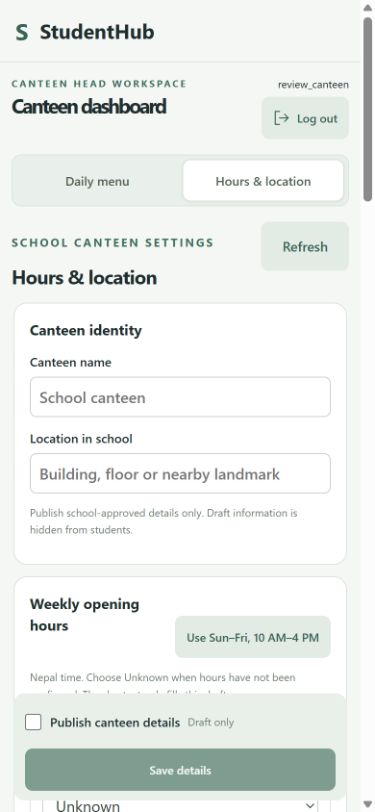 StudentHub
CANTEEN HEAD WORKSPACE
review_canteen
Canteen dashboard
Log out
Daily menu
Hours & location
SCHOOL CANTEEN SETTINGS
Refresh
Hours & location
Canteen identity
Canteen name
School canteen
Location in school
Building, floor or nearby landmark
Publish school-approved details only. Draft information is
hidden from students.
Weekly opening
hours
Use Sun–Fri, 10 AM–4 PM
Nepal time. Choose Unknown when hours have not been
Publish canteen details Draft only
Save details
Unknown